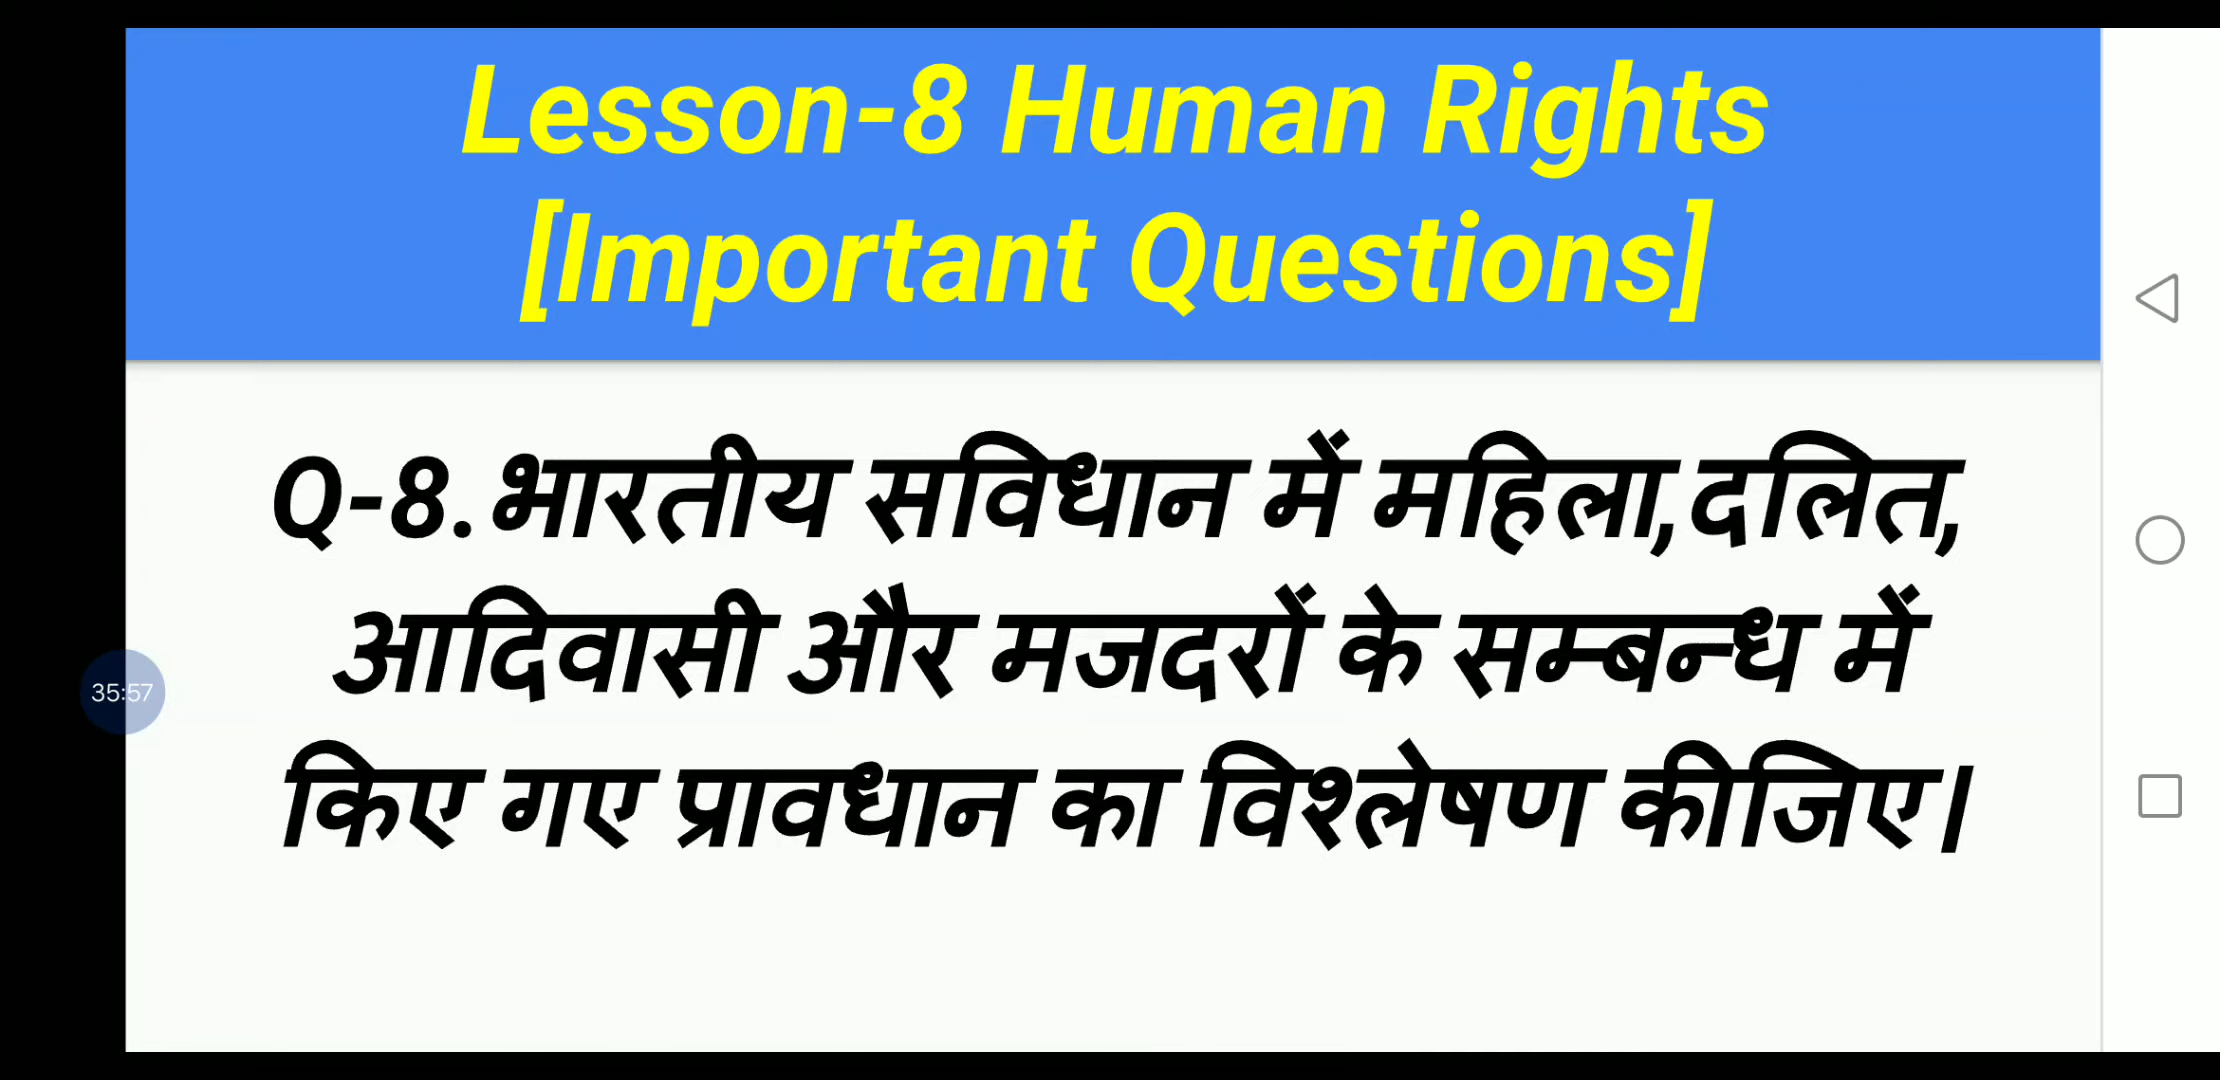 Lesson-8 Human Rights
[Important Questions]
Q-8.भारतीय सविधान में महिला,दलित,
आदिवासी और मजदरों के सम्बन्ध में
किए गए प्रावधान का विश्लेषण कीजिए।
35:57